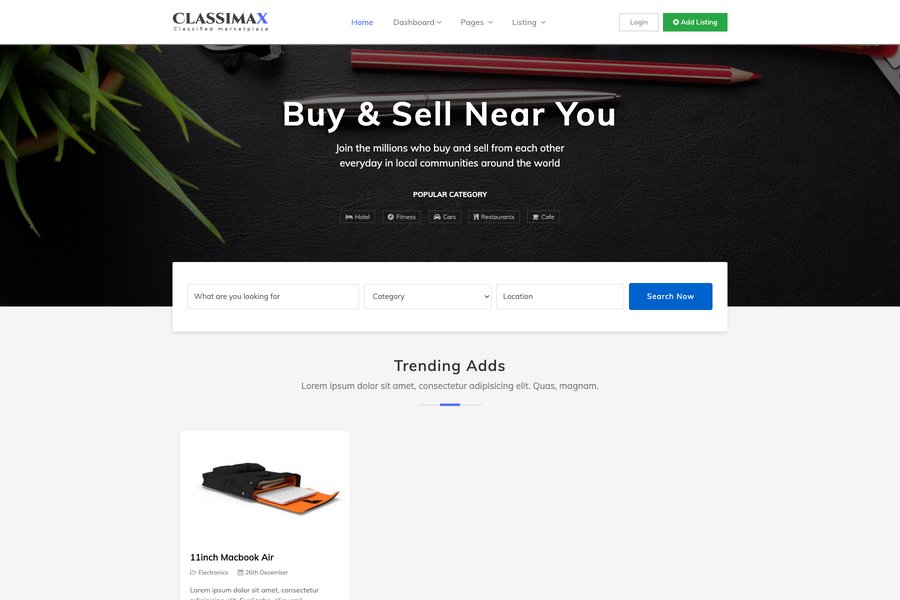 CLASSIMAX
Classified marketplace
Home
Dashboard
Pages
Listing
Login
Add Listing
Buy & Sell Near You
Join the millions who buy and sell from each other
everyday in local communities around the world
POPULAR CATEGORY
Hotel
Fitness
Cars
Restaurants
Cafe
What are you looking for
Category
Location
Search Now
Trending Adds
Lorem ipsum dolor sit amet, consectetur adipisicing elit. Quas, magnam.
11inch Macbook Air
Electronics
26th December
Lorem ipsum dolor sit amet, consectetur